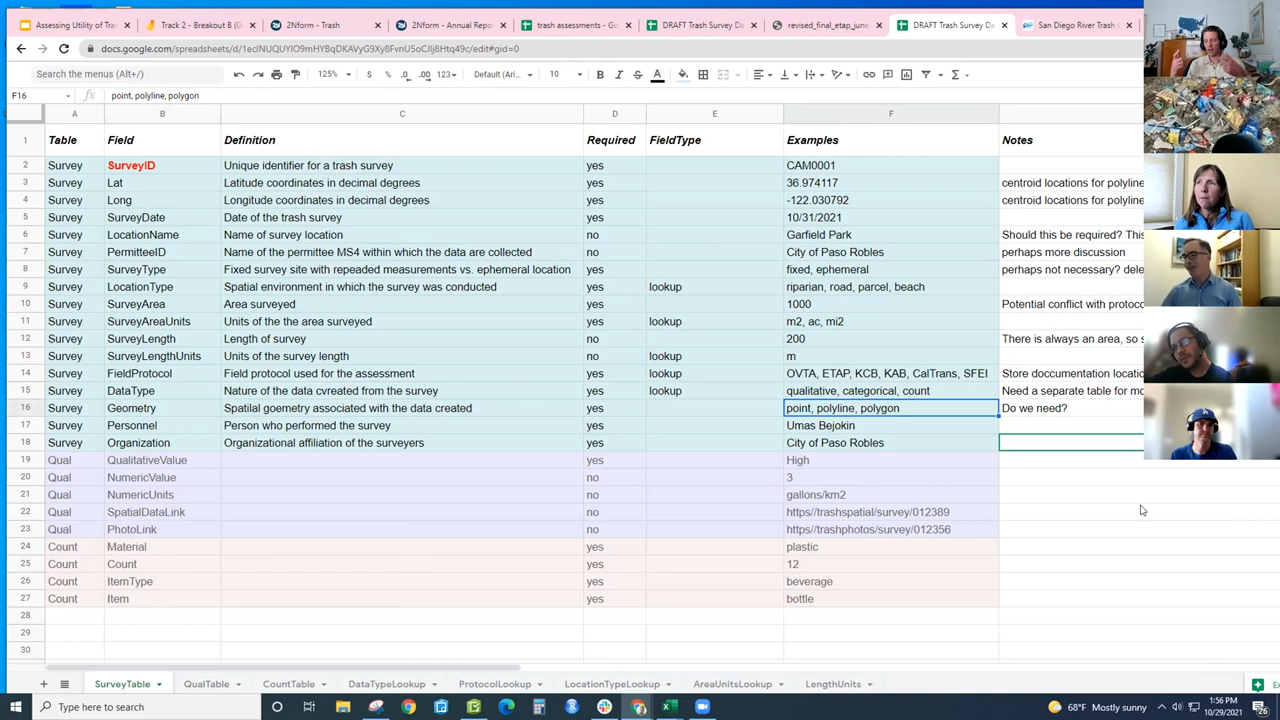 Assessing Utility of Tra
Track 2 - Breakout B (Gro
2Nform - Trash
2Nform - Annual Repo
trash assessments - Go
DRAFT Trash Survey Da
revised_final_etap_june
DRAFT Trash Survey Da
San Diego River Trash
docs.google.com/spreadsheets/d/1eclNUQUYIO9mHYBqDKAVyG9Xy8FvnU5oCIlj8Htq49c/edit#gid=0
Search the menus (Alt+/)
125% $ % .0 .00 123 Default (Ari... 10 B I S A
F16 fx point, polyline, polygon
A B C D E F
1 Table Field Definition Required FieldType Examples Notes
2 Survey SurveyID Unique identifier for a trash survey yes CAM0001
3 Survey Lat Latitude coordinates in decimal degrees yes 36.974117 centroid locations for polyline
4 Survey Long Longitude coordinates in decimal degrees yes -122.030792 centroid locations for polyline
5 Survey SurveyDate Date of the trash survey yes 10/31/2021
6 Survey LocationName Name of survey location no Garfield Park Should this be required? This
7 Survey PermitteeID Name of the permittee MS4 within which the data are collected no City of Paso Robles perhaps more discussion
8 Survey SurveyType Fixed survey site with repeaded measurements vs. ephemeral location yes fixed, ephemeral perhaps not necessary? dele
9 Survey LocationType Spatial environment in which the survey was conducted yes lookup riparian, road, parcel, beach
10 Survey SurveyArea Area surveyed yes 1000 Potential conflict with protoc
11 Survey SurveyAreaUnits Units of the the area surveyed yes lookup m2, ac, mi2
12 Survey SurveyLength Length of survey no 200 There is always an area, so s
13 Survey SurveyLengthUnits Units of the survey length no lookup m
14 Survey FieldProtocol Field protocol used for the assessment yes lookup OVTA, ETAP, KCB, KAB, CalTrans, SFEI Store doccumentation locatio
15 Survey DataType Nature of the data cvreated from the survey yes lookup qualitative, categorical, count Need a separate table for mo
16 Survey Geometry Spatilal goemetry associated with the data created yes point, polyline, polygon Do we need?
17 Survey Personnel Person who performed the survey yes Umas Bejokin
18 Survey Organization Organizational affiliation of the surveyers yes City of Paso Robles
19 Qual QualitativeValue yes High
20 Qual NumericValue no 3
21 Qual NumericUnits no gallons/km2
22 Qual SpatialDataLink no https//trashspatial/survey/012389
23 Qual PhotoLink no https//trashphotos/survey/012356
24 Count Material yes plastic
25 Count Count yes 12
26 Count ItemType yes beverage
27 Count Item yes bottle
28
29
30
SurveyTable QualTable CountTable DataTypeLookup ProtocolLookup LocationTypeLookup AreaUnitsLookup LengthUnits Ex
Type here to search
68°F Mostly sunny
1:56 PM
10/29/2021
26